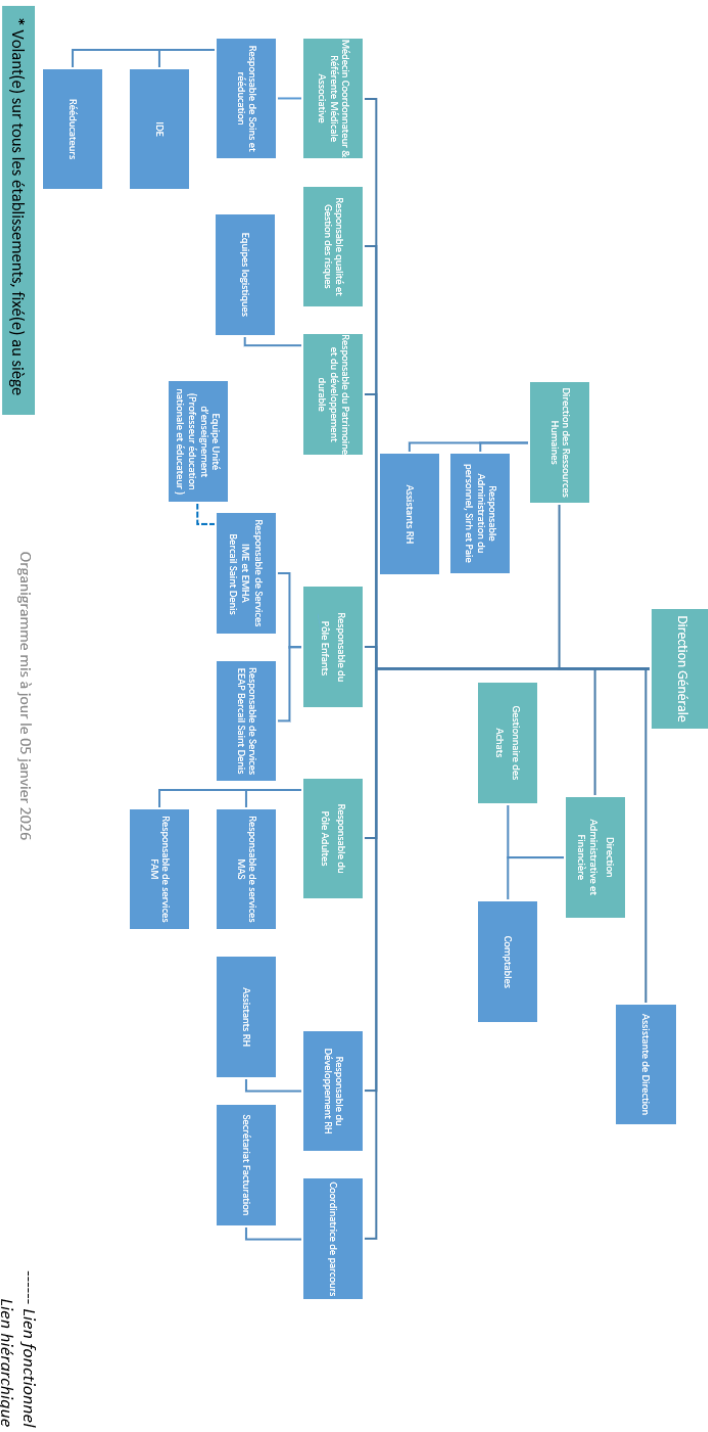 Direction Générale
Assistante de Direction
Direction
Administrative et
Financière
Direction des Ressources
Humaines
Gestionnaire des
Achats
Comptables
Responsable
Administration du
personnel, Sirh et Paie
Assistants RH
Médecin Coordonnateur &
Référente Médicale
Associative
Responsable qualité et
Gestion des risques
Responsable du Patrimoine
et du développement
durable
Responsable du
Pôle Enfants
Responsable du
Pôle Adultes
Responsable du
Développement RH
Coordinatrice de parcours
Responsable de Soins et
rééducation
Equipes logistiques
Responsable de Services
IME et EMHA
Bercail Saint Denis
Responsable de Services
EEAP Bercail Saint Denis
Responsable de services
MAS
Assistants RH
Secrétariat Facturation
IDE
Equipe Unité
d'enseignement
(Professeur éducation
nationale et éducateur )
Responsable de services
FAM
Rééducateurs
* Volant(e) sur tous les établissements, fixé(e) au siège
Organigramme mis à jour le 05 janvier 2026
------ Lien fonctionnel
Lien hiérarchique